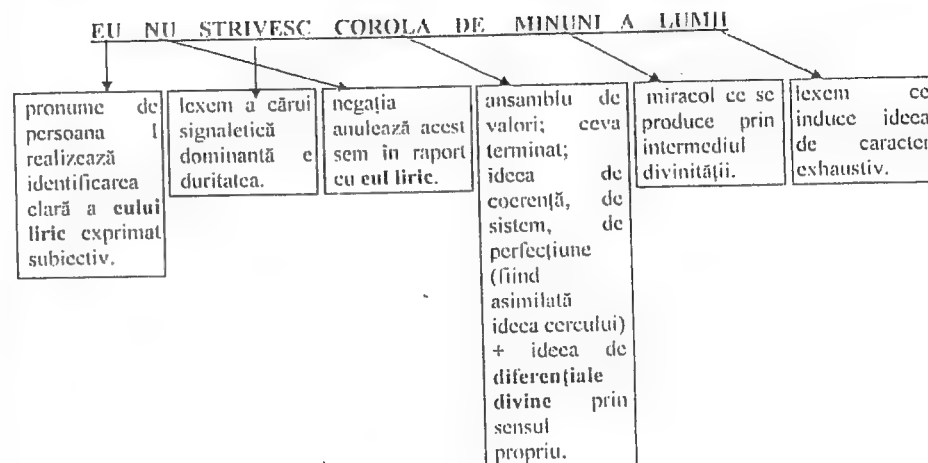 EU NU STRIVESC COROLA DE MINUNI A LUMII
pronume de
persoana I
realizează
identificarea
clară a eului
liric exprimat
subiectiv.
lexem a cărui
signaletică
dominantă e
duritatea.
negația
anulează acest
sem în raport
cu eul liric.
ansamblu de
valori; ceva
terminat;
ideea de
coerență, de
sistem, de
perfecțiune
(fiind
asimilată
ideea cercului)
+ ideea de
diferențiale
divine prin
sensul
propriu.
miracol ce se
produce prin
intermediul
divinității.
lexem ce
induce ideea
de caracter
exhaustiv.